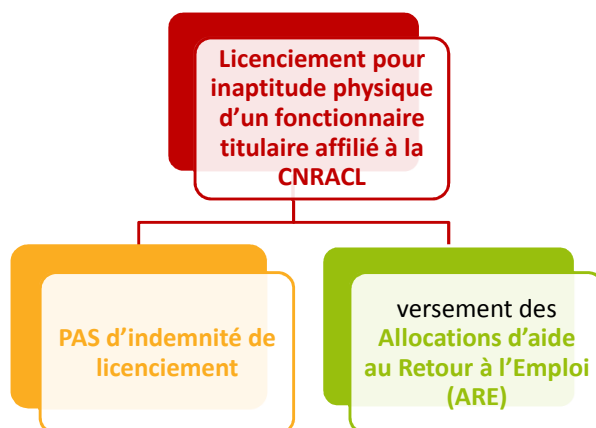 Licenciement pour
inaptitude physique
d'un fonctionnaire
titulaire affilié à la
CNRACL
PAS d'indemnité de
licenciement
versement des
Allocations d'aide
au Retour à l'Emploi
(ARE)